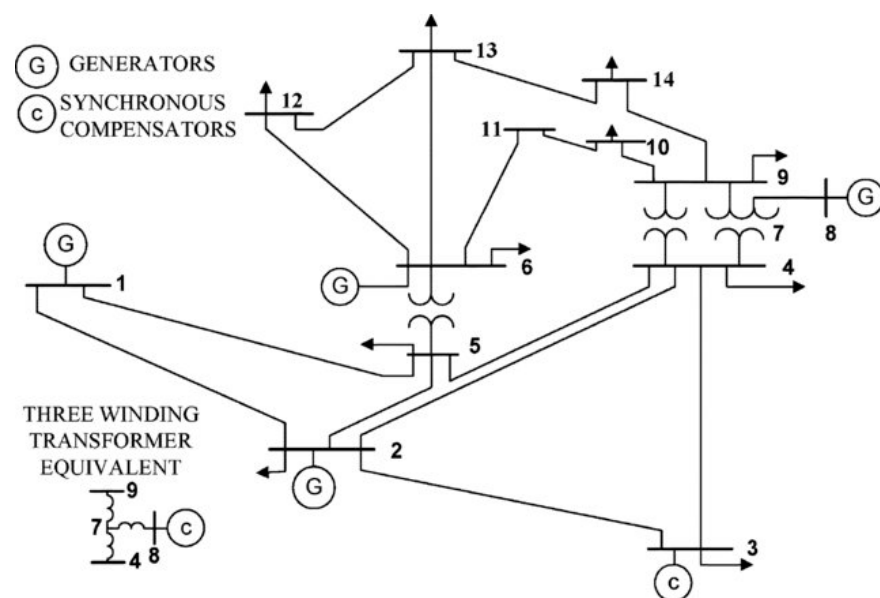 G GENERATORS
C SYNCHRONOUS
COMPENSATORS
13
14
12
11
10
9
G
7
8
G
1
6
4
G
5
THREE WINDING
TRANSFORMER
EQUIVALENT
2
G
9
7
C
8
4
3
C